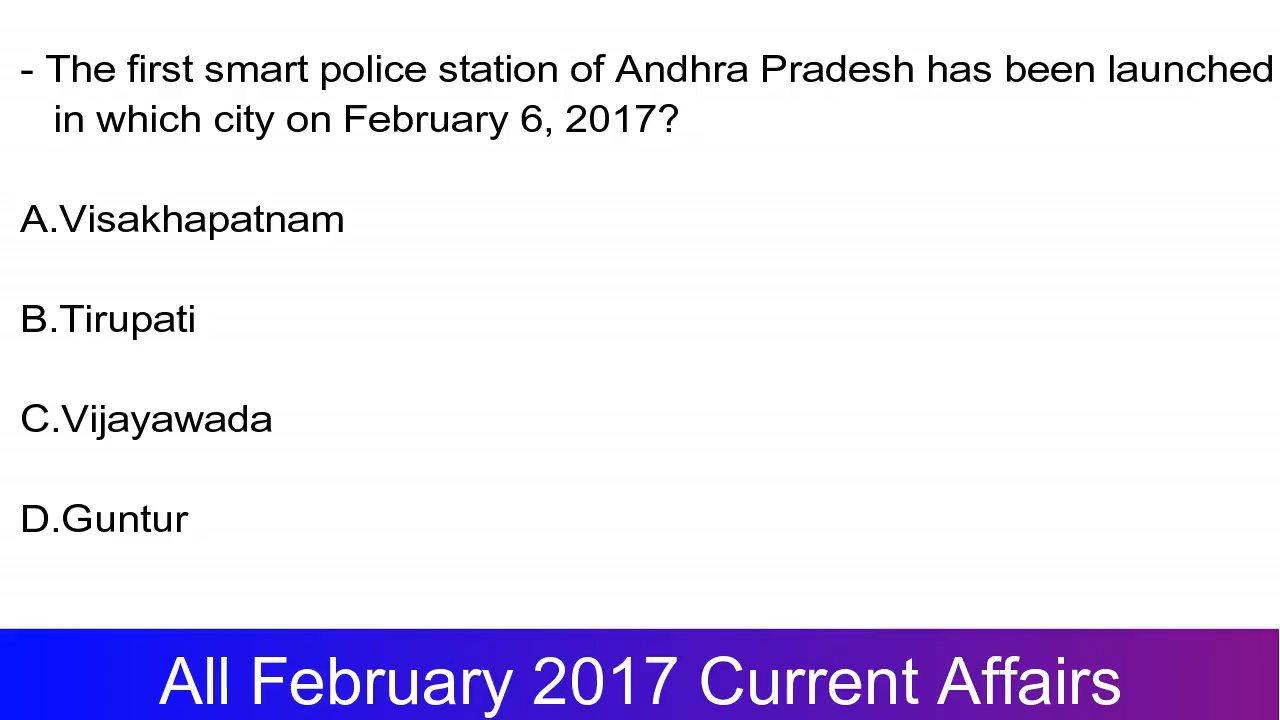 - The first smart police station of Andhra Pradesh has been launched
in which city on February 6, 2017?
A.Visakhapatnam
B.Tirupati
C.Vijayawada
D.Guntur
All February 2017 Current Affairs